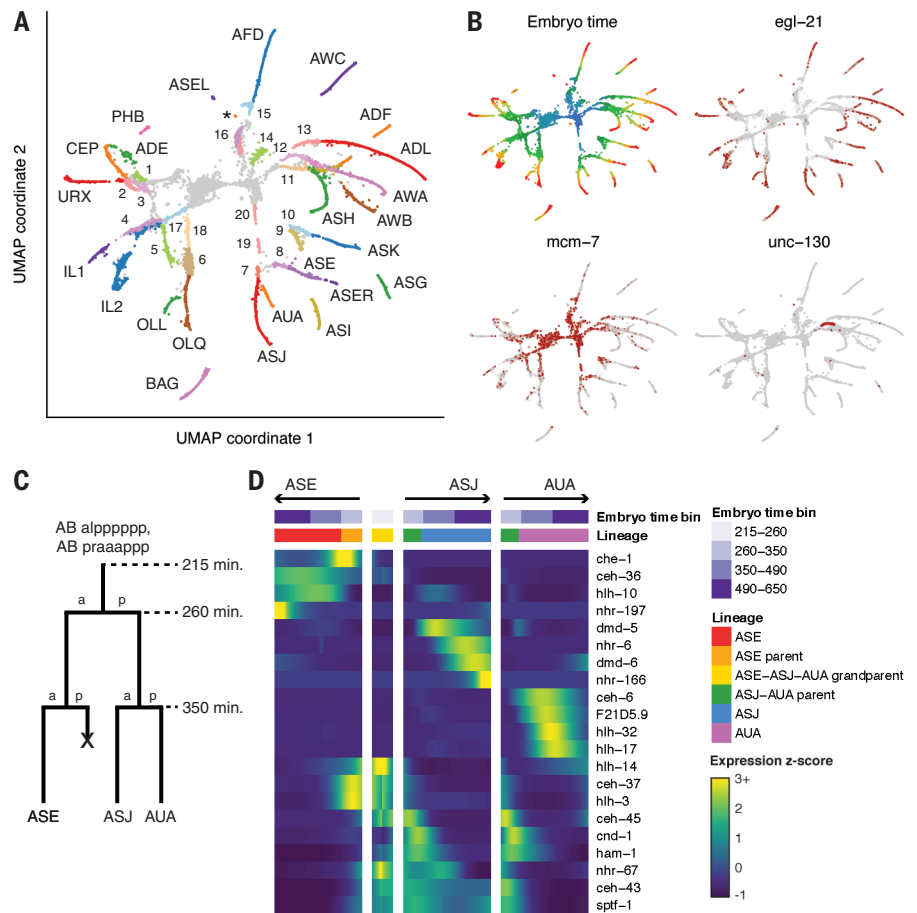 A
AFD
AWC
ASEL
*
15
PHB
16
14
13
ADF
CEP
ADE
12
ADL
1
URX
2
3
11
AWA
4
17
18
20
10
ASH
AWB
9
ASK
5
6
19
8
IL1
7
ASE
ASG
IL2
ASER
OLL
AUA
ASI
OLQ
ASJ
BAG
UMAP coordinate 2
UMAP coordinate 1
B
Embryo time
egl-21
mcm-7
unc-130
C
AB alpppppp,
AB praaappp
215 min.
a p
260 min.
a p a p
350 min.
X
ASE ASJ AUA
D
ASE ASJ AUA
Embryo time bin
Lineage
che-1
ceh-36
hlh-10
nhr-197
dmd-5
nhr-6
dmd-6
nhr-166
ceh-6
F21D5.9
hlh-32
hlh-17
hlh-14
ceh-37
hlh-3
ceh-45
cnd-1
ham-1
nhr-67
ceh-43
sptf-1
Embryo time bin
215-260
260-350
350-490
490-650
Lineage
ASE
ASE parent
ASE-ASJ-AUA grandparent
ASJ-AUA parent
ASJ
AUA
Expression z-score
3+
2
1
0
-1